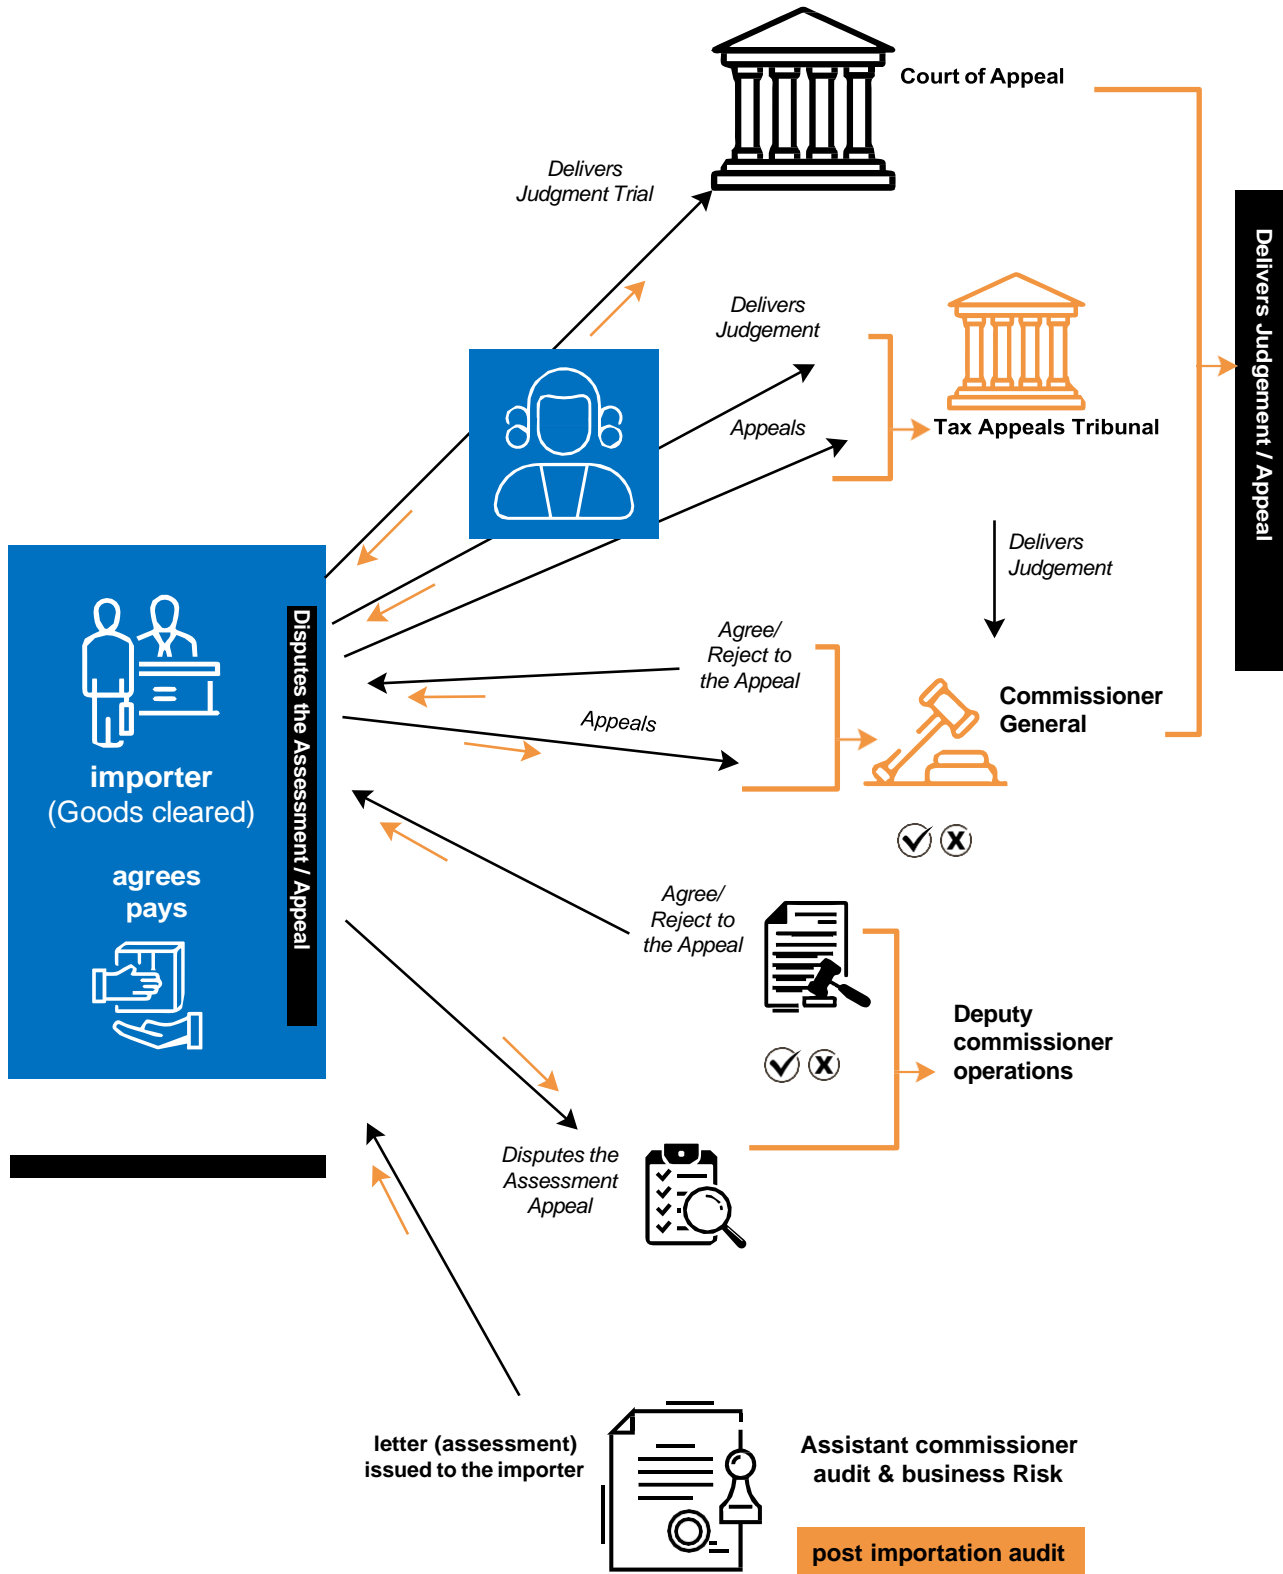 Court of Appeal
Delivers
Judgment Trial
Delivers
Judgement
Appeals
Tax Appeals Tribunal
Delivers Judgement / Appeal
Delivers
Judgement
Agree/
Reject to
the Appeal
Appeals
Commissioner
General
importer
(Goods cleared)
agrees
pays
Disputes the Assessment / Appeal
Agree/
Reject to
the Appeal
Deputy
commissioner
operations
Disputes the
Assessment
Appeal
letter (assessment)
issued to the importer
Assistant commissioner
audit & business Risk
post importation audit